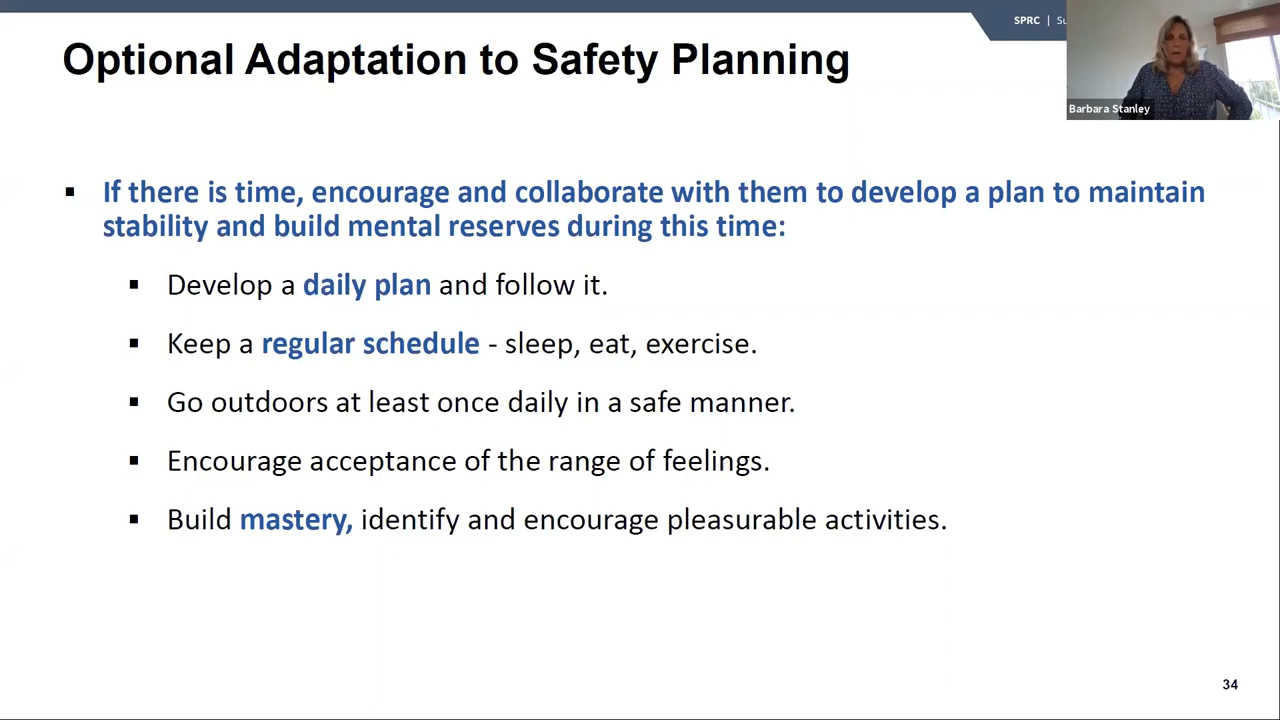 SPRC
Optional Adaptation to Safety Planning
Barbara Stanley
▪ If there is time, encourage and collaborate with them to develop a plan to maintain
stability and build mental reserves during this time:
▪ Develop a daily plan and follow it.
▪ Keep a regular schedule - sleep, eat, exercise.
▪ Go outdoors at least once daily in a safe manner.
▪ Encourage acceptance of the range of feelings.
▪ Build mastery, identify and encourage pleasurable activities.
34